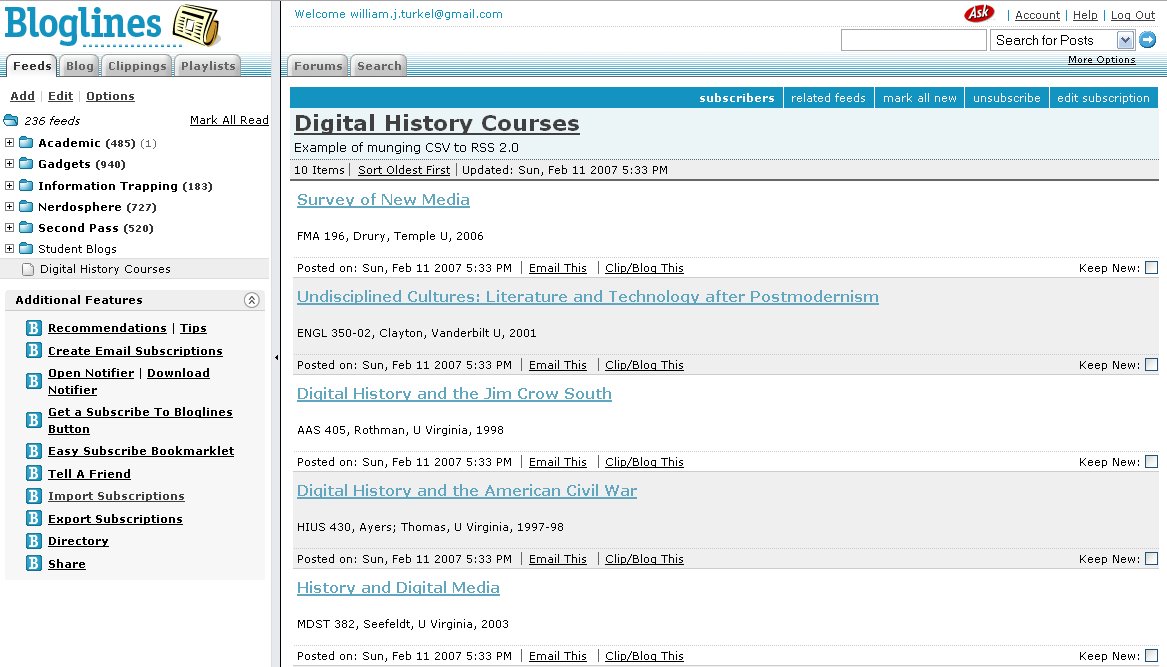 Bloglines
Feeds Blog Clippings Playlists
Add | Edit | Options
236 feeds Mark All Read
Academic (485) (1)
Gadgets (940)
Information Trapping (183)
Nerdosphere (727)
Second Pass (520)
Student Blogs
Digital History Courses
Additional Features
B Recommendations | Tips
B Create Email Subscriptions
B Open Notifier | Download
Notifier
B Get a Subscribe To Bloglines
Button
B Easy Subscribe Bookmarklet
B Tell A Friend
B Import Subscriptions
B Export Subscriptions
B Directory
B Share
Welcome william.j.turkel@gmail.com
Ask | Account | Help | Log Out
Search for Posts
More Options
Forums Search
subscribers | related feeds | mark all new | unsubscribe | edit subscription
Digital History Courses
Example of munging CSV to RSS 2.0
10 Items | Sort Oldest First | Updated: Sun, Feb 11 2007 5:33 PM
Survey of New Media
FMA 196, Drury, Temple U, 2006
Posted on: Sun, Feb 11 2007 5:33 PM | Email This | Clip/Blog This Keep New:
Undisciplined Cultures: Literature and Technology after Postmodernism
ENGL 350-02, Clayton, Vanderbilt U, 2001
Posted on: Sun, Feb 11 2007 5:33 PM | Email This | Clip/Blog This Keep New:
Digital History and the Jim Crow South
AAS 405, Rothman, U Virginia, 1998
Posted on: Sun, Feb 11 2007 5:33 PM | Email This | Clip/Blog This Keep New:
Digital History and the American Civil War
HIUS 430, Ayers; Thomas, U Virginia, 1997-98
Posted on: Sun, Feb 11 2007 5:33 PM | Email This | Clip/Blog This Keep New:
History and Digital Media
MDST 382, Seefeldt, U Virginia, 2003
Posted on: Sun, Feb 11 2007 5:33 PM | Email This | Clip/Blog This Keep New: